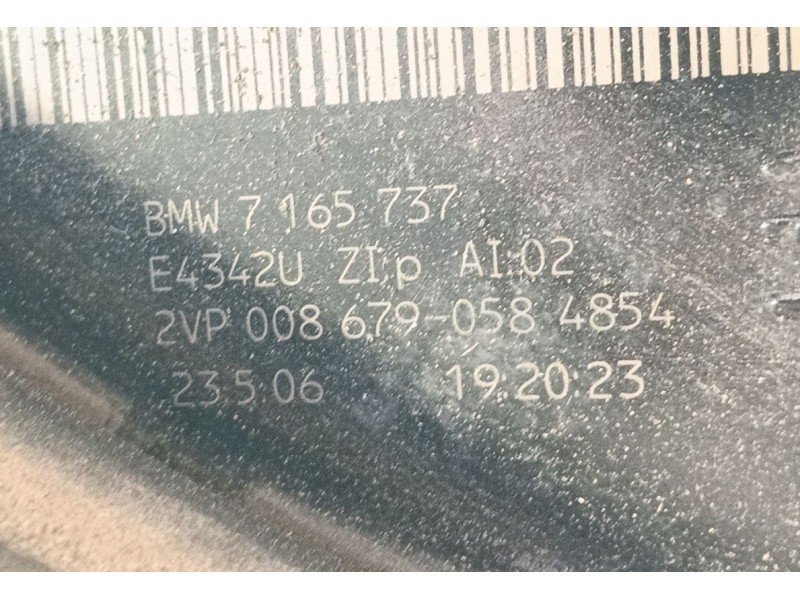 BMW 7 165 737
E4342U ZI:p AI:02
2VP 008 679-058 4854
23.5.06 19:20:23